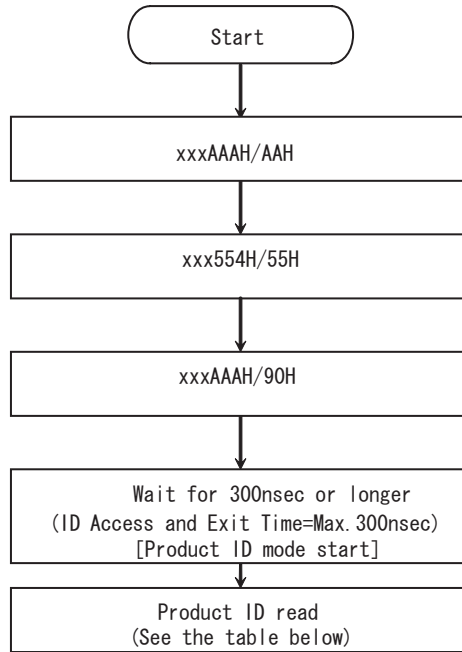 Start
xxxAAAH/AAH
xxx554H/55H
xxxAAAH/90H
Wait for 300nsec or longer
(ID Access and Exit Time=Max.300nsec)
[Product ID mode start]
Product ID read
(See the table below)